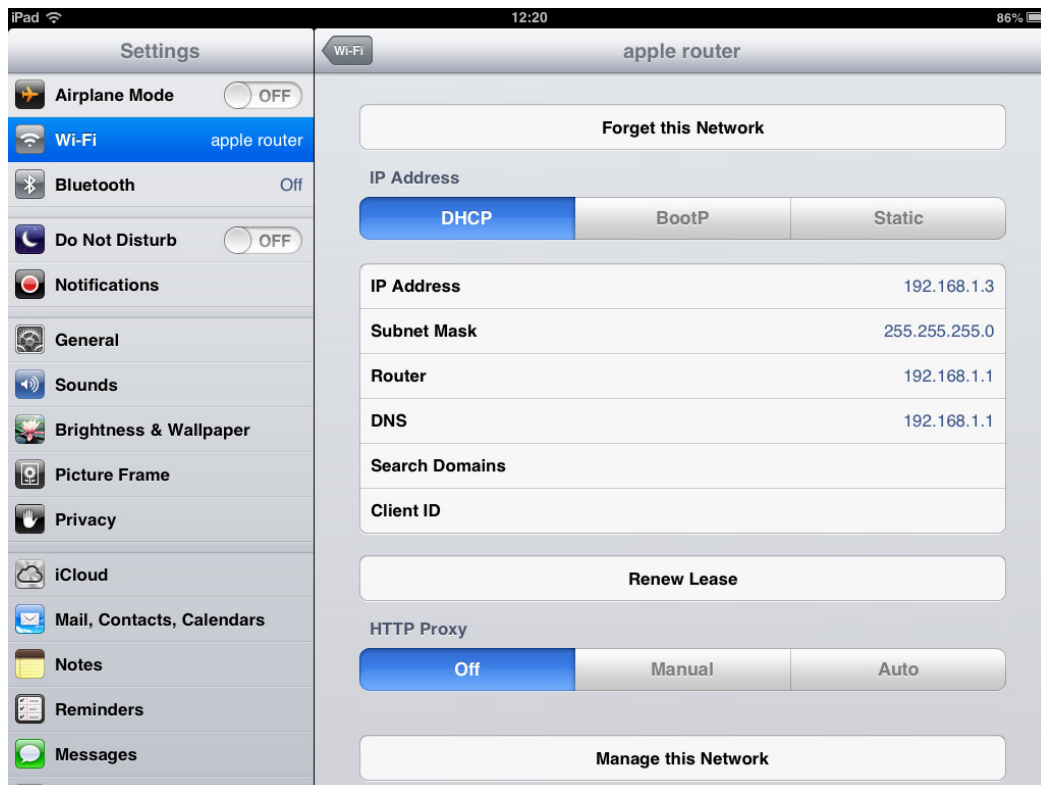 iPad 12:20 86%
Settings
Airplane Mode OFF
Wi-Fi apple router
Bluetooth Off
Do Not Disturb OFF
Notifications
General
Sounds
Brightness & Wallpaper
Picture Frame
Privacy
iCloud
Mail, Contacts, Calendars
Notes
Reminders
Messages
Wi-Fi apple router
Forget this Network
IP Address
DHCP BootP Static
IP Address 192.168.1.3
Subnet Mask 255.255.255.0
Router 192.168.1.1
DNS 192.168.1.1
Search Domains
Client ID
Renew Lease
HTTP Proxy
Off Manual Auto
Manage this Network